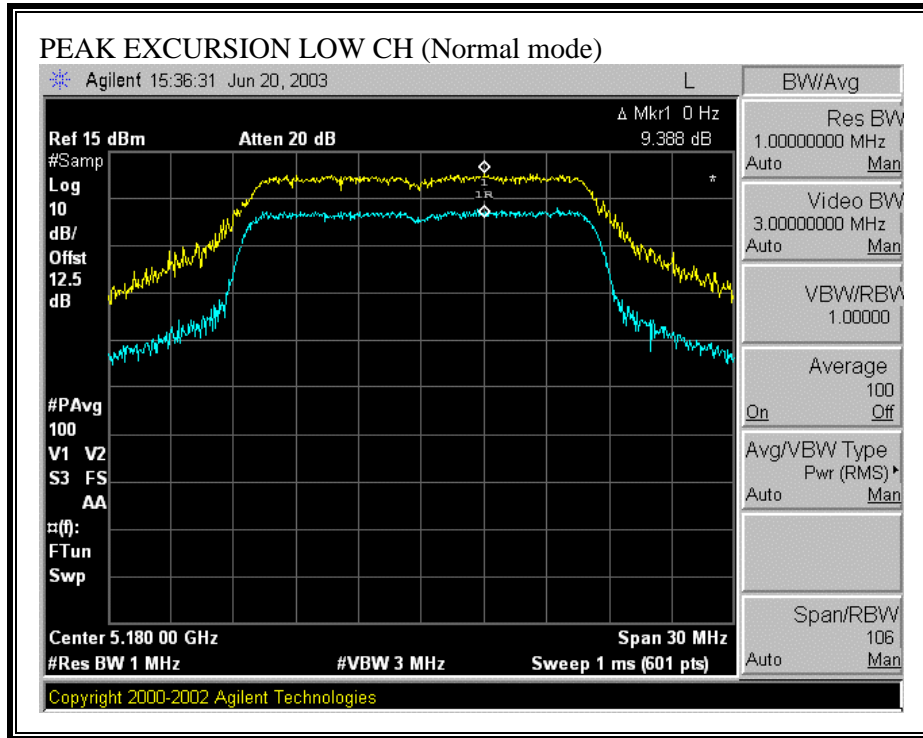 PEAK EXCURSION LOW CH (Normal mode)
Agilent 15:36:31 Jun 20, 2003 L
Δ Mkr1 0 Hz
Ref 15 dBm Atten 20 dB 9.388 dB
#Samp
Log
10
dB/
Offst
12.5
dB
1
1R
*
#PAvg
100
V1 V2
S3 FS
AA
¤(f):
FTun
Swp
Center 5.180 00 GHz Span 30 MHz
#Res BW 1 MHz #VBW 3 MHz Sweep 1 ms (601 pts)
Copyright 2000-2002 Agilent Technologies
BW/Avg
Res BW
1.00000000 MHz
Auto Man
Video BW
3.00000000 MHz
Auto Man
VBW/RBW
1.00000
Average
100
On Off
Avg/VBW Type
Pwr (RMS)
Auto Man
Span/RBW
106
Auto Man